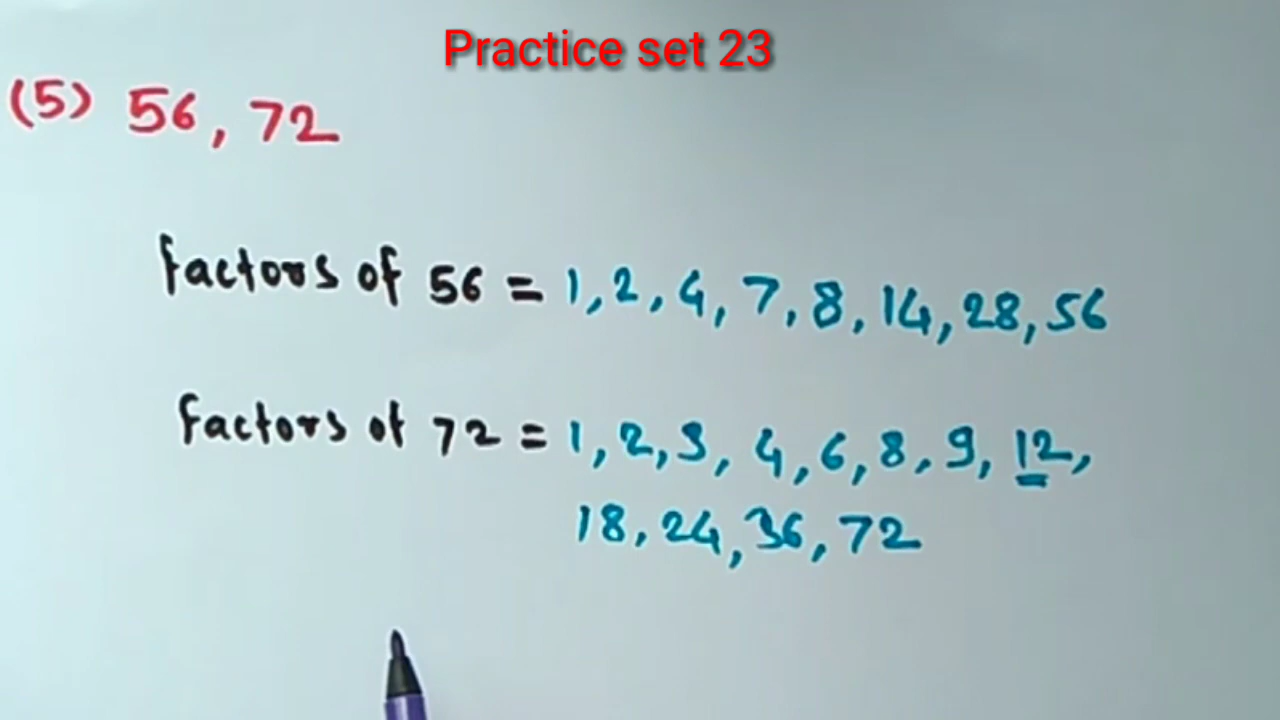 Practice set 23
(5) 56, 72
factors of 56 = 1, 2, 4, 7, 8, 14, 28, 56
factors of 72 = 1, 2, 3, 4, 6, 8, 9, 12,
18, 24, 36, 72